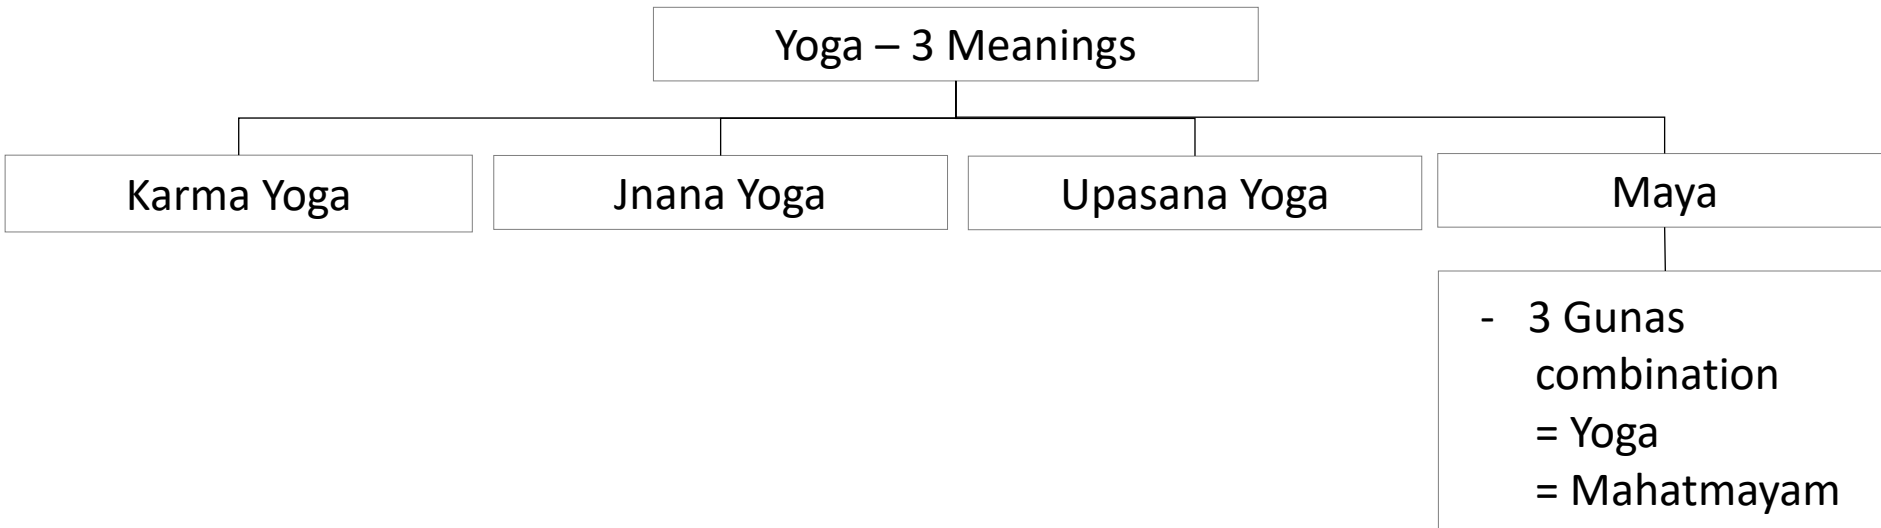 Yoga – 3 Meanings
Karma Yoga
Jnana Yoga
Upasana Yoga
Maya
- 3 Gunas
combination
= Yoga
= Mahatmayam